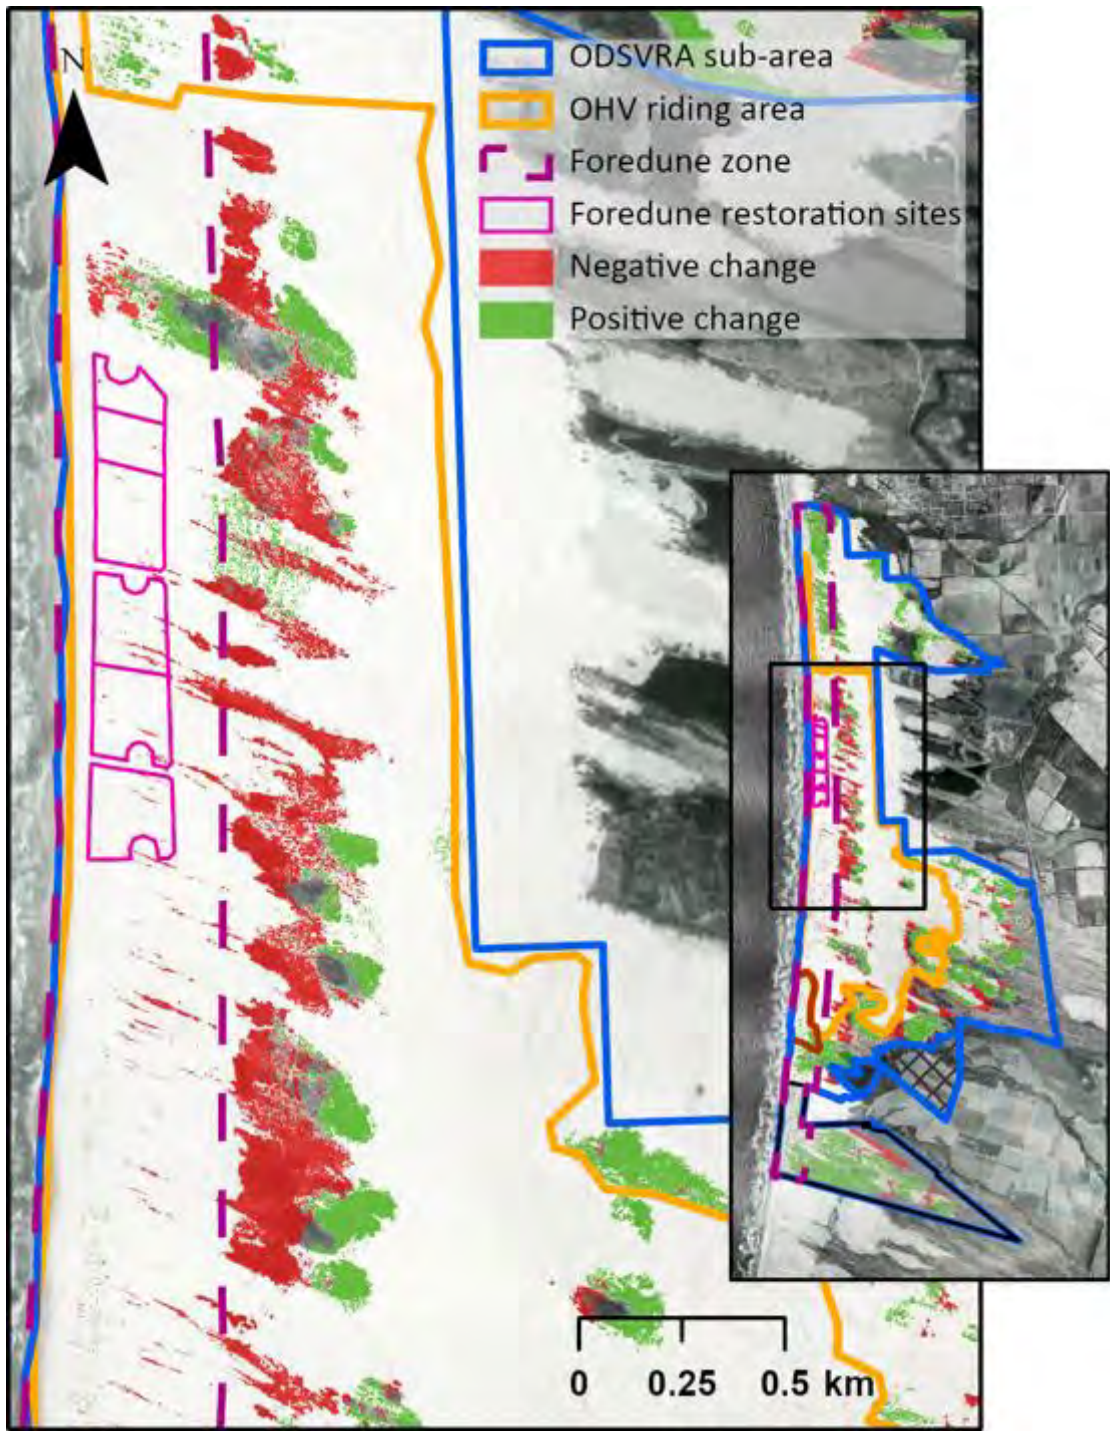 N
ODSVRA sub-area
OHV riding area
Foredune zone
Foredune restoration sites
Negative change
Positive change
0 0.25 0.5 km